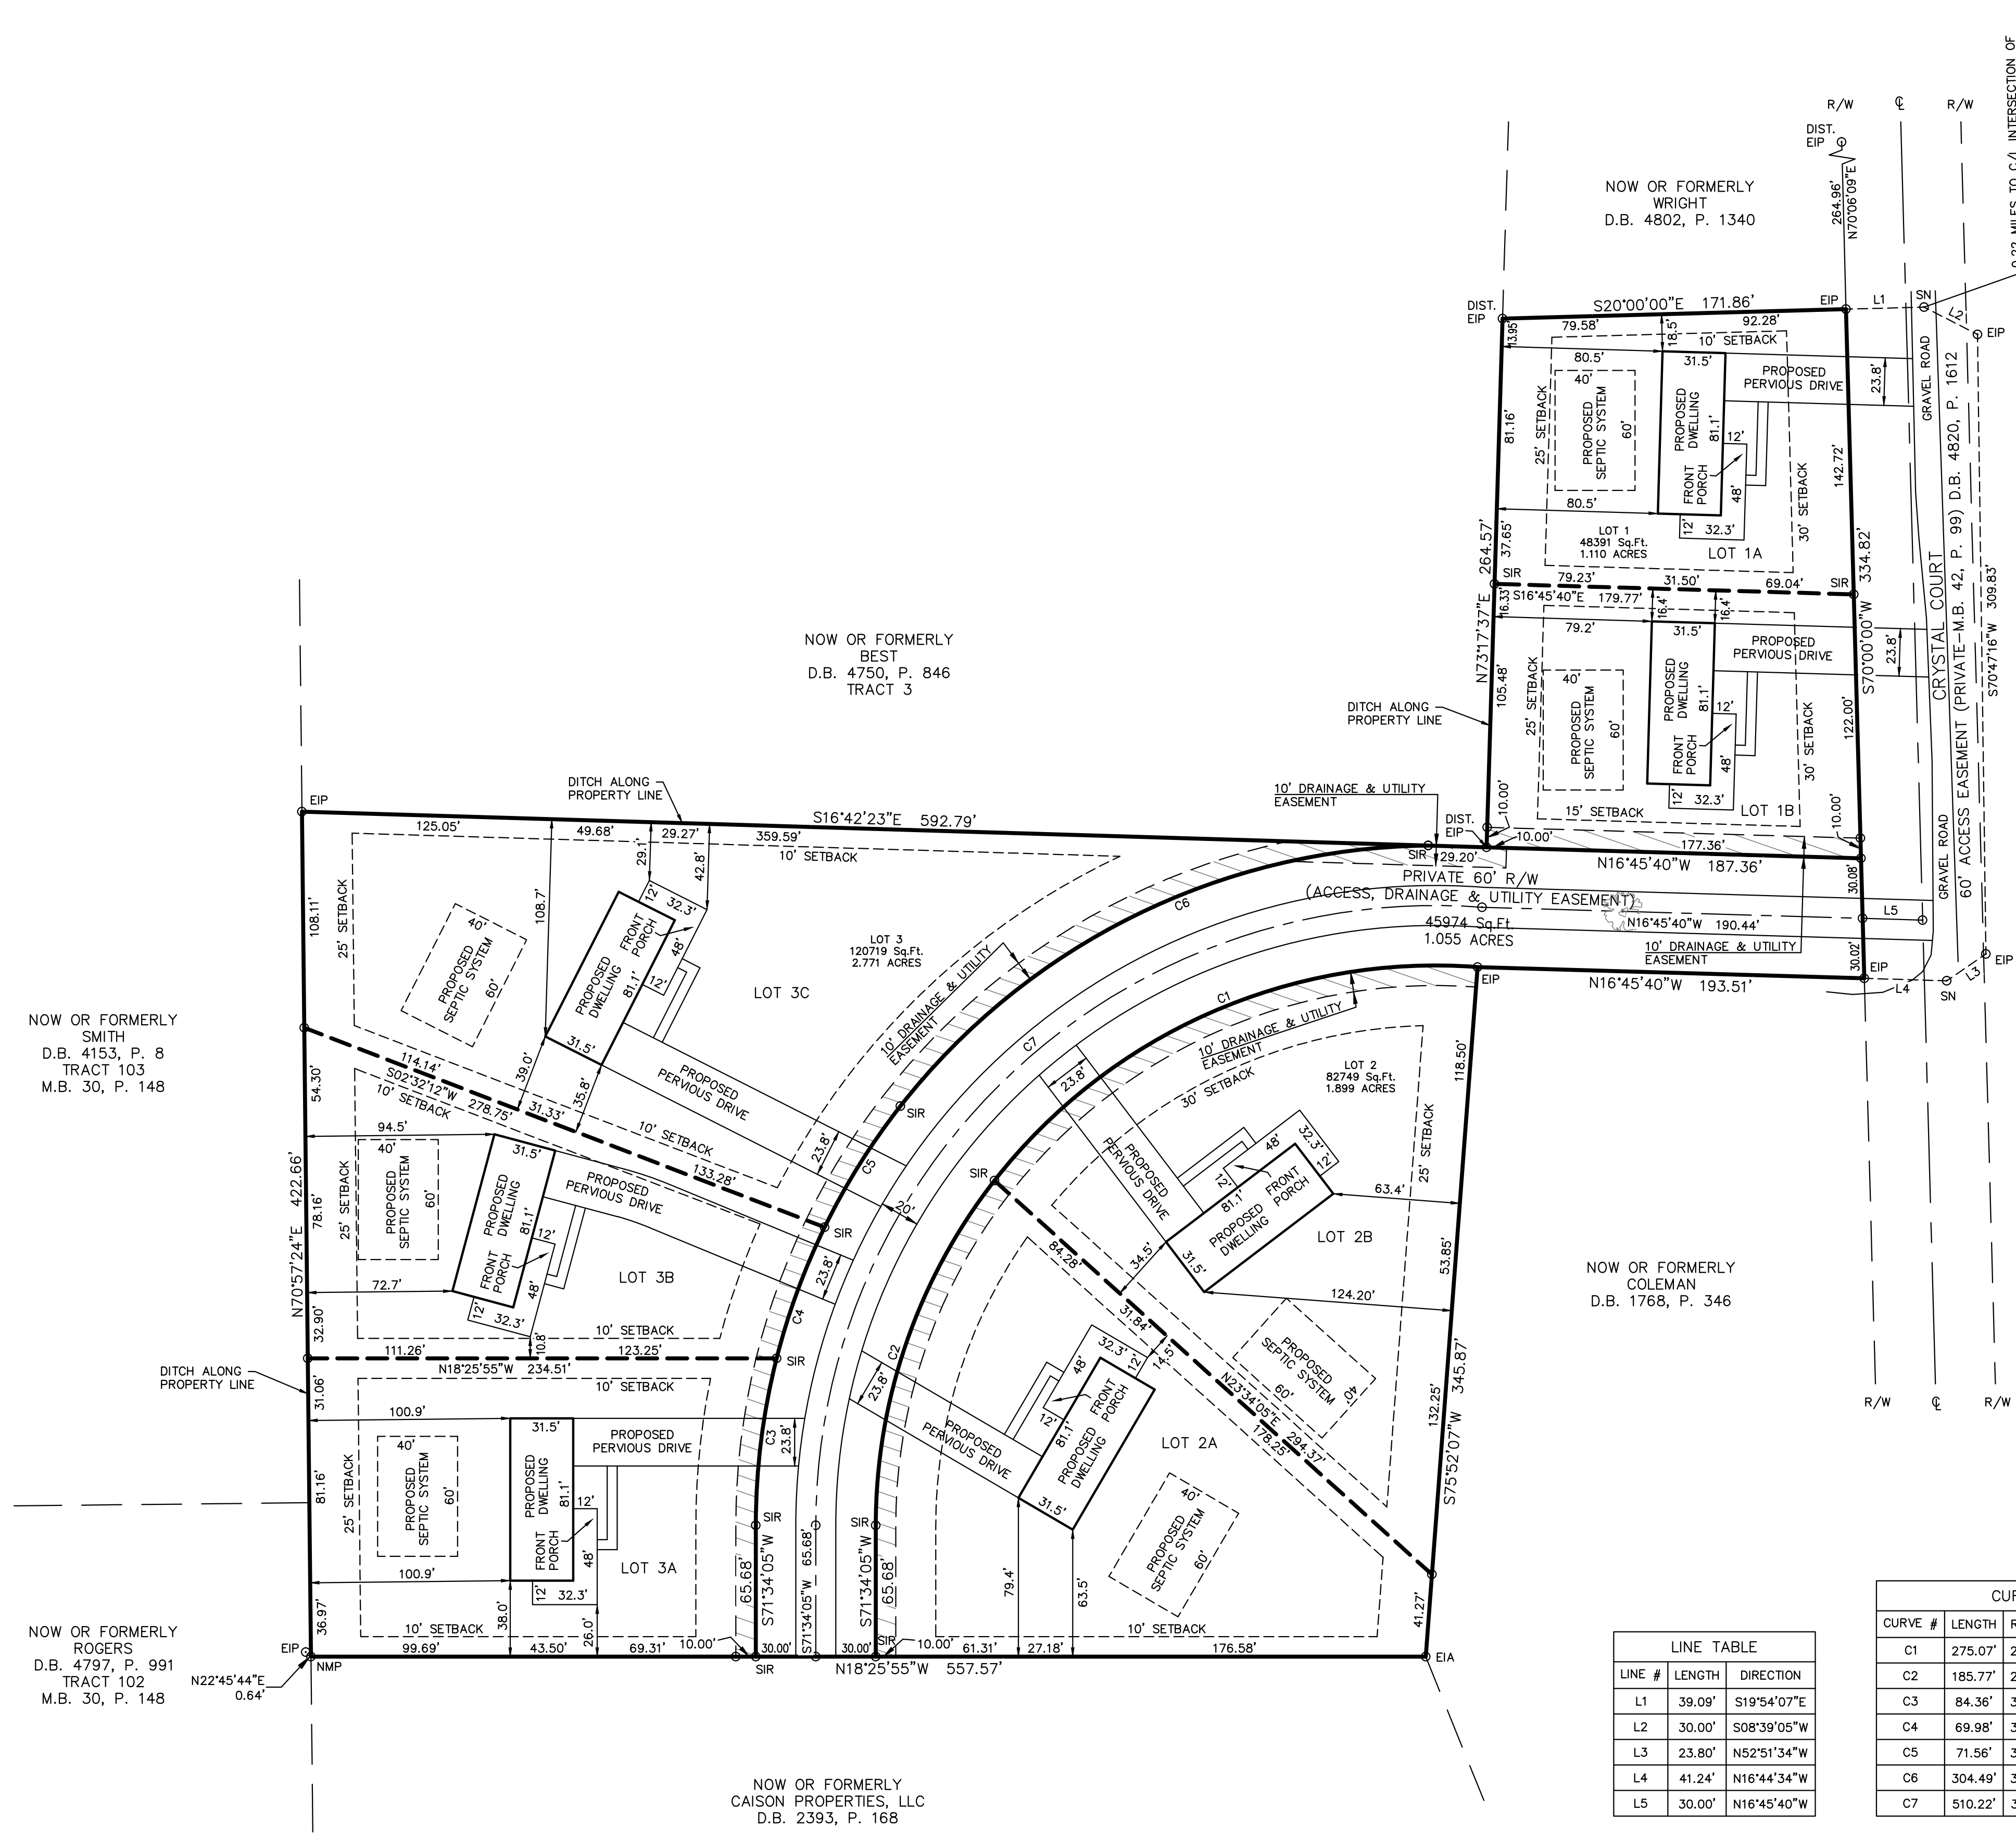 0.22 MILES TO C/L INTERSECTION OF
R/W
℄
R/W
DIST.
EIP
264.96'
N70°06'09"E
NOW OR FORMERLY
WRIGHT
D.B. 4802, P. 1340
DIST.
EIP
S20°00'00"E 171.86'
EIP
L1
SN
L2
EIP
79.58'
92.28'
13.95'
18.5'
10' SETBACK
80.5'
31.5'
40'
PROPOSED
SEPTIC SYSTEM
60'
25' SETBACK
81.16'
PROPOSED
DWELLING
81.1'
FRONT
PORCH
12'
48'
PROPOSED
PERVIOUS DRIVE
23.8'
GRAVEL ROAD
142.72'
30' SETBACK
80.5'
12'
32.3'
LOT 1
48391 Sq.Ft.
1.110 ACRES
LOT 1A
37.65'
N73°17'37"E 264.57'
SIR
79.23'
31.50'
69.04'
SIR
S16°45'40"E 179.77'
16.33'
16.4'
16.4'
79.2'
31.5'
40'
PROPOSED
SEPTIC SYSTEM
60'
25' SETBACK
105.48'
PROPOSED
DWELLING
81.1'
FRONT
PORCH
12'
48'
PROPOSED
PERVIOUS DRIVE
23.8'
122.00'
30' SETBACK
12'
32.3'
15' SETBACK
LOT 1B
S70°00'00"W 334.82'
CRYSTAL COURT
60' ACCESS EASEMENT (PRIVATE-M.B. 42, P. 99) D.B. 4820, P. 1612
S70°47'16"W 309.83'
GRAVEL ROAD
DITCH ALONG
PROPERTY LINE
10' DRAINAGE & UTILITY
EASEMENT
DIST.
EIP
10.00'
10.00'
10.00'
177.36'
N16°45'40"W 187.36'
SIR
29.20'
PRIVATE 60' R/W
(ACCESS, DRAINAGE & UTILITY EASEMENT)
45974 Sq.Ft.
1.055 ACRES
N16°45'40"W 190.44'
10' DRAINAGE & UTILITY
EASEMENT
30.08'
30.02'
L5
EIP
EIP
L3
L4
SN
EIP
N16°45'40"W 193.51'
NOW OR FORMERLY
BEST
D.B. 4750, P. 846
TRACT 3
DITCH ALONG
PROPERTY LINE
EIP
S16°42'23"E 592.79'
125.05'
49.68'
29.27'
359.59'
10' SETBACK
29.1'
42.8'
108.7'
108.11'
25' SETBACK
40'
PROPOSED
SEPTIC SYSTEM
60'
12'
32.3'
FRONT
PORCH
48'
PROPOSED
DWELLING
81.1'
12'
31.5'
39.0'
35.8'
LOT 3
120719 Sq.Ft.
2.771 ACRES
LOT 3C
10' DRAINAGE & UTILITY
EASEMENT
C6
C7
C1
10' DRAINAGE & UTILITY
EASEMENT
PROPOSED
PERVIOUS DRIVE
23.8'
SIR
C5
SIR
20'
NOW OR FORMERLY
SMITH
D.B. 4153, P. 8
TRACT 103
M.B. 30, P. 148
114.14'
31.33'
133.28'
S02°32'12"W 278.75'
10' SETBACK
10' SETBACK
54.30'
94.5'
31.5'
40'
PROPOSED
SEPTIC SYSTEM
60'
25' SETBACK
78.16'
N70°57'24"E 422.66'
PROPOSED
DWELLING
81.1'
FRONT
PORCH
12'
48'
PROPOSED
PERVIOUS DRIVE
23.8'
72.7'
12'
32.3'
10.8'
LOT 3B
C4
10' SETBACK
32.90'
111.26'
123.25'
N18°25'55"W 234.51'
SIR
DITCH ALONG
PROPERTY LINE
31.06'
10' SETBACK
100.9'
31.5'
40'
PROPOSED
SEPTIC SYSTEM
60'
25' SETBACK
81.16'
PROPOSED
DWELLING
81.1'
FRONT
PORCH
12'
48'
PROPOSED
PERVIOUS DRIVE
C3
23.8'
SIR
100.9'
12'
32.3'
LOT 3A
36.97'
38.0'
26.0'
10' SETBACK
99.69'
43.50'
69.31'
10.00'
30.00'
30.00'
10.00'
65.68'
S71°34'05"W
S71°34'05"W 65.68'
S71°34'05"W
65.68'
SIR
SIR
SIR
NOW OR FORMERLY
ROGERS
D.B. 4797, P. 991
TRACT 102
M.B. 30, P. 148
EIP
NMP
N22°45'44"E
0.64'
N18°25'55"W 557.57'
61.31'
27.18'
176.58'
10' SETBACK
EIA
LOT 2
82749 Sq.Ft.
1.899 ACRES
30' SETBACK
118.50'
25' SETBACK
23.8'
PROPOSED
PERVIOUS DRIVE
SIR
48'
32.3'
12'
12'
FRONT
PORCH
81.1'
PROPOSED
DWELLING
31.5'
63.4'
LOT 2B
53.85'
124.20'
34.5'
84.28'
31.84'
14.5'
PROPOSED
SEPTIC SYSTEM
60'
40'
N23°34'05"E 294.37'
178.25'
132.25'
S75°52'07"W 345.87'
41.27'
C2
23.8'
PROPOSED
PERVIOUS DRIVE
32.3'
12'
48'
12'
FRONT
PORCH
81.1'
PROPOSED
DWELLING
31.5'
LOT 2A
40'
PROPOSED
SEPTIC SYSTEM
60'
79.4'
63.5'
NOW OR FORMERLY
COLEMAN
D.B. 1768, P. 346
R/W
℄
R/W
NOW OR FORMERLY
CAISON PROPERTIES, LLC
D.B. 2393, P. 168
LINE TABLE
LINE # LENGTH DIRECTION
L1 39.09' S19°54'07"E
L2 30.00' S08°39'05"W
L3 23.80' N52°51'34"W
L4 41.24' N16°44'34"W
L5 30.00' N16°45'40"W
CURVE # LENGTH
C1 275.07'
C2 185.77'
C3 84.36'
C4 69.98'
C5 71.56'
C6 304.49'
C7 510.22'